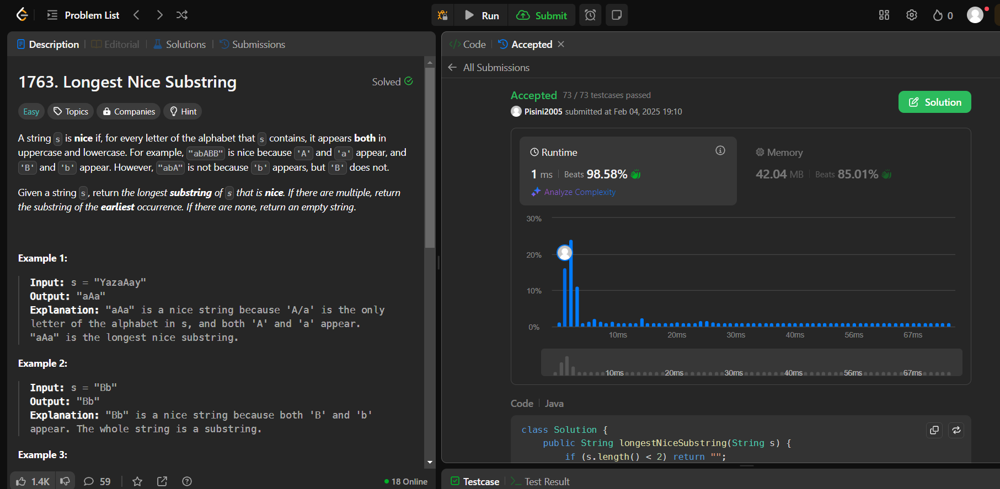 Problem List
Run
Submit
0
Description
Editorial
Solutions
Submissions
1763. Longest Nice Substring
Solved
Easy
Topics
Companies
Hint
A string s is nice if, for every letter of the alphabet that s contains, it appears both in
uppercase and lowercase. For example, "abABB" is nice because 'A' and 'a' appear, and
'B' and 'b' appear. However, "abA" is not because 'b' appears, but 'B' does not.
Given a string s, return the longest substring of s that is nice. If there are multiple, return
the substring of the earliest occurrence. If there are none, return an empty string.
Example 1:
Input: s = "YazaAay"
Output: "aAa"
Explanation: "aAa" is a nice string because 'A/a' is the only
letter of the alphabet in s, and both 'A' and 'a' appear.
"aAa" is the longest nice substring.
Example 2:
Input: s = "Bb"
Output: "Bb"
Explanation: "Bb" is a nice string because both 'B' and 'b'
appear. The whole string is a substring.
Example 3:
1.4K
59
18 Online
</> Code
Accepted
All Submissions
Accepted 73 / 73 testcases passed
Pisini2005 submitted at Feb 04, 2025 19:10
Solution
Runtime
1 ms Beats 98.58%
Analyze Complexity
Memory
42.04 MB Beats 85.01%
30%
20%
10%
0%
10ms 20ms 30ms 40ms 56ms 67ms
10ms 20ms 30ms 40ms 56ms 67ms
Code Java
class Solution {
public String longestNiceSubstring(String s) {
if (s.length() < 2) return "";
Testcase
Test Result